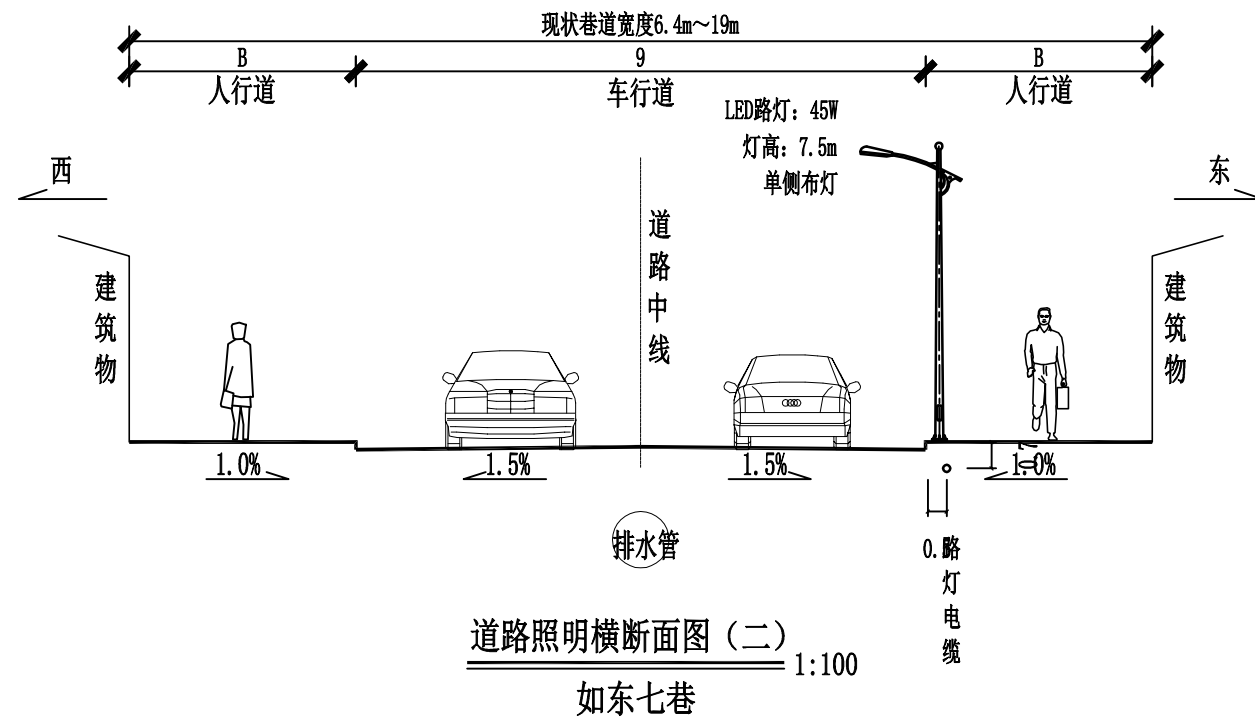 现状巷道宽度6.4m～19m
B
9
B
人行道
车行道
人行道
LED路灯：45W
灯高：7.5m
单侧布灯
西
东
道路中线
建筑物
建筑物
1.0%
1.5%
1.5%
1.0%
排水管
路灯电缆
道路照明横断面图（二）
1:100
如东七巷